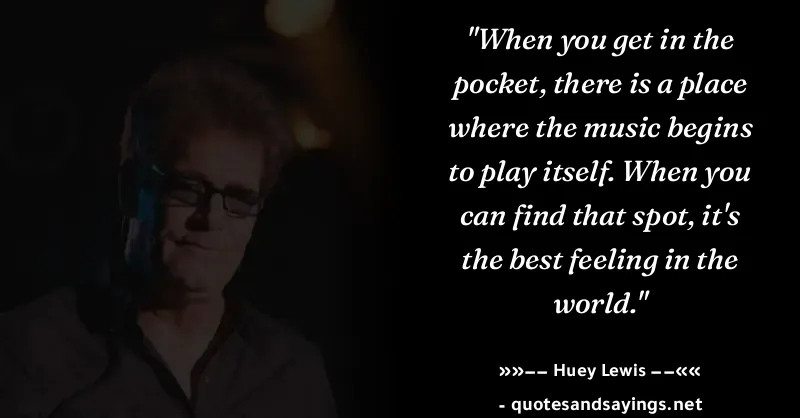 "When you get in the
pocket, there is a place
where the music begins
to play itself. When you
can find that spot, it's
the best feeling in the
world."
»»–– Huey Lewis ––««
- quotesandsayings.net